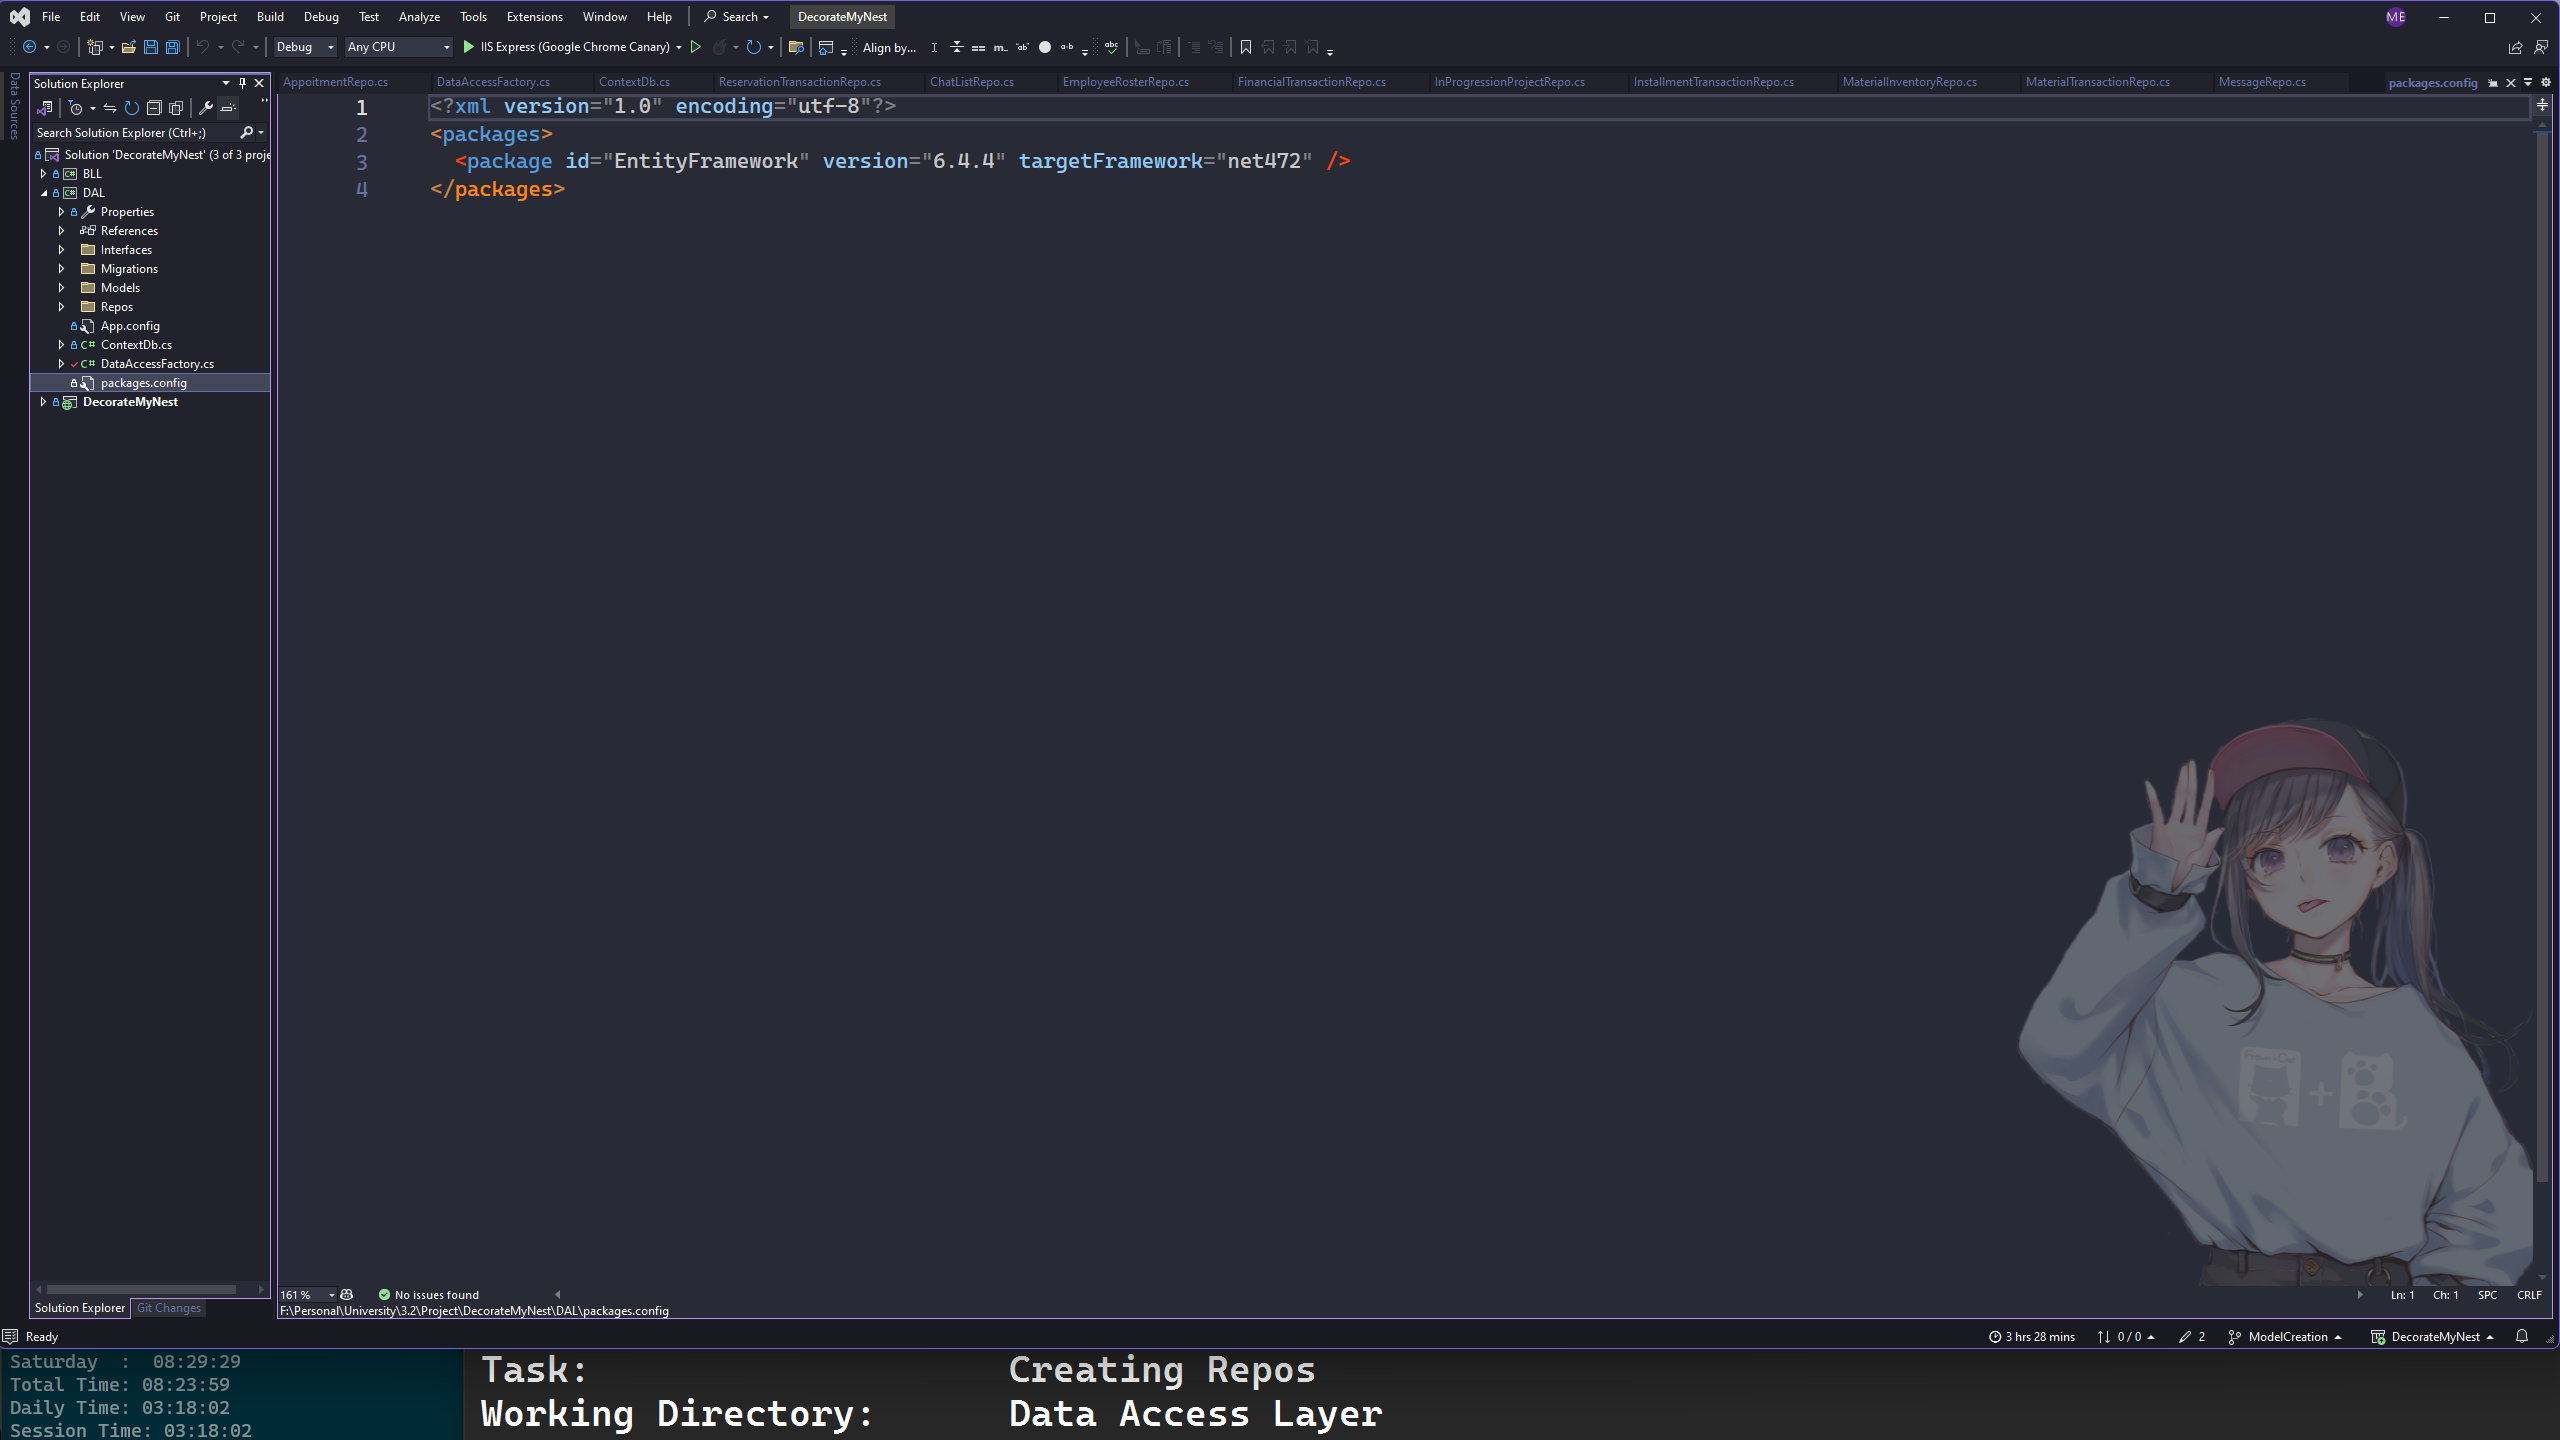 File Edit View Git Project Build Debug Test Analyze Tools Extensions Window Help Search DecorateMyNest ME
Debug Any CPU IIS Express (Google Chrome Canary) Align by...
Data Sources
Solution Explorer
Search Solution Explorer (Ctrl+;)
Solution 'DecorateMyNest' (3 of 3 proje
BLL
DAL
Properties
References
Interfaces
Migrations
Models
Repos
App.config
ContextDb.cs
DataAccessFactory.cs
packages.config
DecorateMyNest
Solution Explorer Git Changes
AppoitmentRepo.cs DataAccessFactory.cs ContextDb.cs ReservationTransactionRepo.cs ChatListRepo.cs EmployeeRosterRepo.cs FinancialTransactionRepo.cs InProgressionProjectRepo.cs InstallmentTransactionRepo.cs MaterialInventoryRepo.cs MaterialTransactionRepo.cs MessageRepo.cs packages.config
1 <?xml version="1.0" encoding="utf-8"?>
2 <packages>
3 <package id="EntityFramework" version="6.4.4" targetFramework="net472" />
4 </packages>
161 % No issues found Ln: 1 Ch: 1 SPC CRLF
F:\Personal\University\3.2\Project\DecorateMyNest\DAL\packages.config
Ready 3 hrs 28 mins 0 / 0 2 ModelCreation DecorateMyNest
Saturday : 08:29:29
Total Time: 08:23:59
Daily Time: 03:18:02
Session Time: 03:18:02
Task: Creating Repos
Working Directory: Data Access Layer